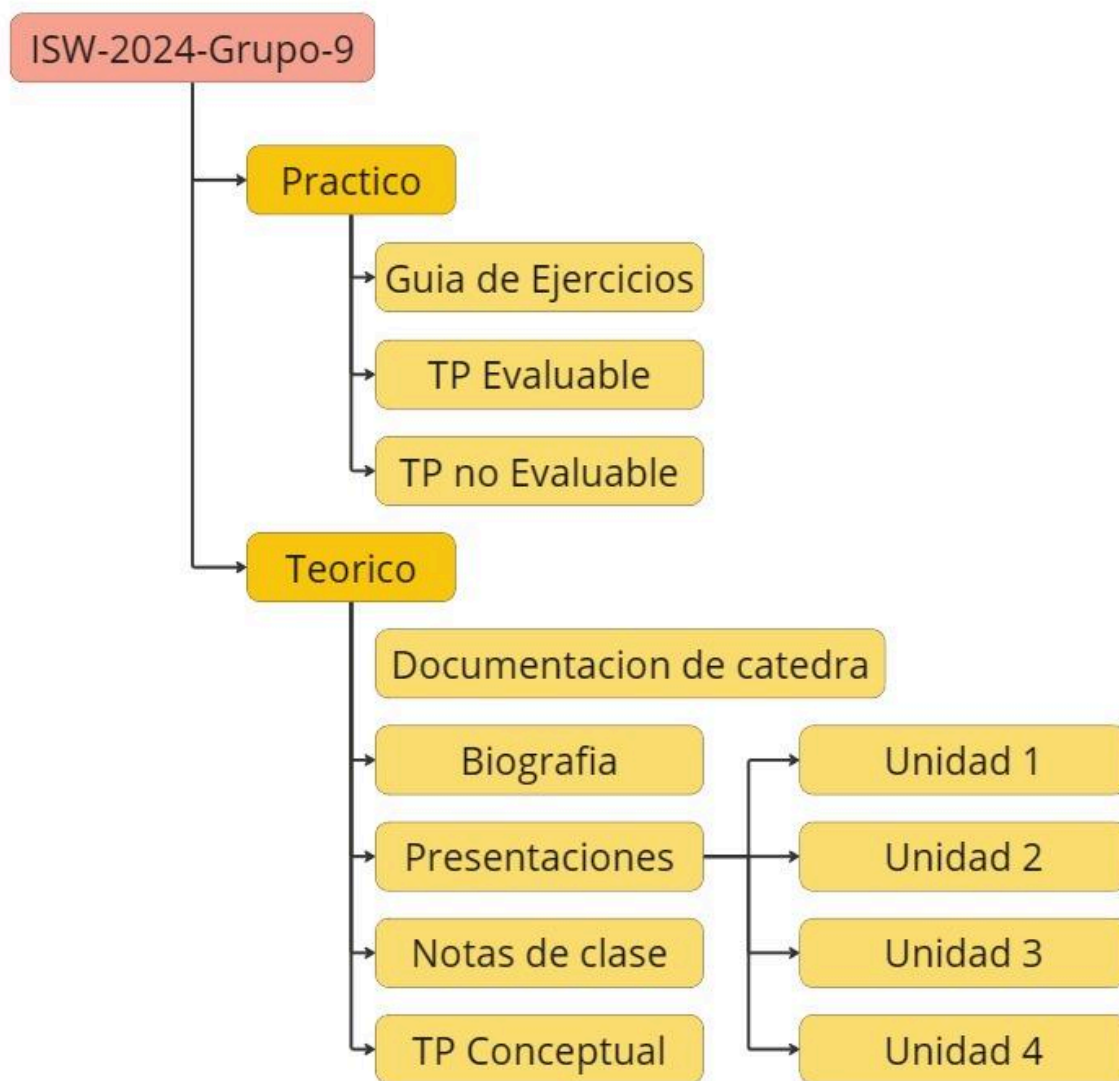 ISW-2024-Grupo-9
Practico
Guia de Ejercicios
TP Evaluable
TP no Evaluable
Teorico
Documentacion de catedra
Biografia
Presentaciones
Unidad 1
Unidad 2
Unidad 3
Unidad 4
Notas de clase
TP Conceptual